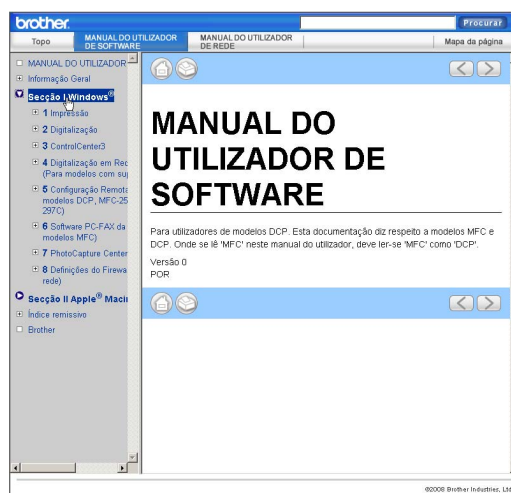 brother.
Procurar
Topo
MANUAL DO UTILIZADOR
DE SOFTWARE
MANUAL DO UTILIZADOR
DE REDE
Mapa da página
MANUAL DO UTILIZADOR
Informação Geral
Secção I Windows®
1 Impressão
2 Digitalização
3 ControlCenter3
4 Digitalização em Rec
(Para modelos com sup
5 Configuração Remota
modelos DCP, MFC-25
297C)
6 Software PC-FAX da
modelos MFC)
7 PhotoCapture Center
8 Definições do Firewa
rede)
Secção II Apple® Macin
Índice remissivo
Brother
MANUAL DO
UTILIZADOR DE
SOFTWARE
Para utilizadores de modelos DCP. Esta documentação diz respeito a modelos MFC e
DCP. Onde se lê 'MFC' neste manual do utilizador, deve ler-se 'MFC' como 'DCP'.
Versão 0
POR
©2008 Brother Industries, Ltd